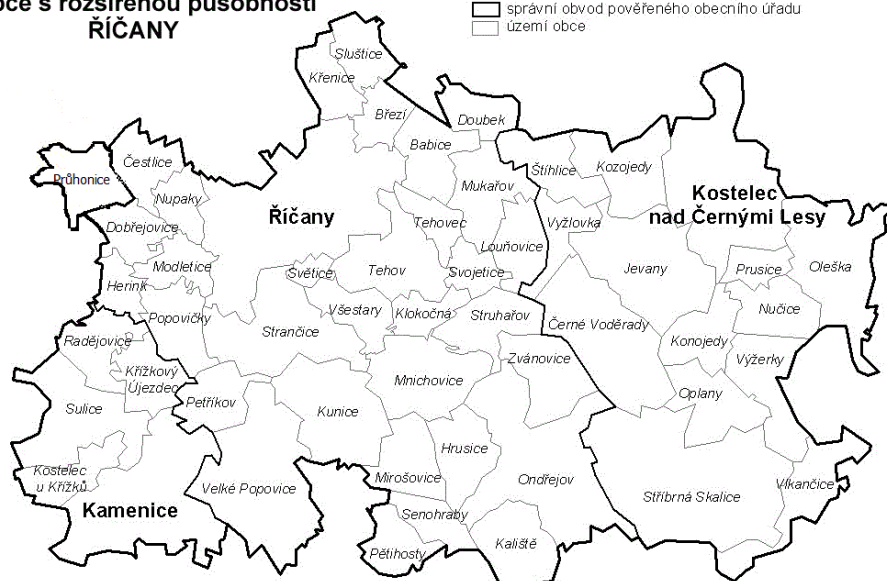 obce s rozšířenou působností
ŘÍČANY
správní obvod pověřeného obecního úřadu
území obce
Sluštice
Křenice
Březí
Doubek
Babice
Čestlice
Průhonice
Štíhlice
Kozojedy
Nupaky
Mukařov
Kostelec
nad Černými Lesy
Říčany
Dobřejovice
Tehovec
Vyžlovka
Louňovice
Modletice
Světice
Tehov
Svojetice
Jevany
Prusice
Oleška
Herink
Popovičky
Všestary
Klokočná
Struhařov
Nučice
Strančice
Černé Voděrady
Radějovice
Konojedy
Zvánovice
Výžerky
Křížkový
Újezdec
Mnichovice
Oplany
Petříkov
Sulice
Kunice
Hrusice
Kostelec
u Křížků
Velké Popovice
Mirošovice
Ondřejov
Vlkančice
Stříbrná Skalice
Kamenice
Senohraby
Kaliště
Pětihosty